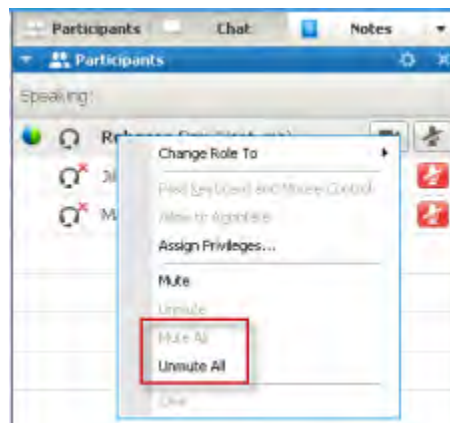 Participants Chat Notes
Participants
Speaking:
Change Role To
Pass Keyboard and Mouse Control
Allow to Annotate
Assign Privileges...
Mute
Unmute
Mute All
Unmute All